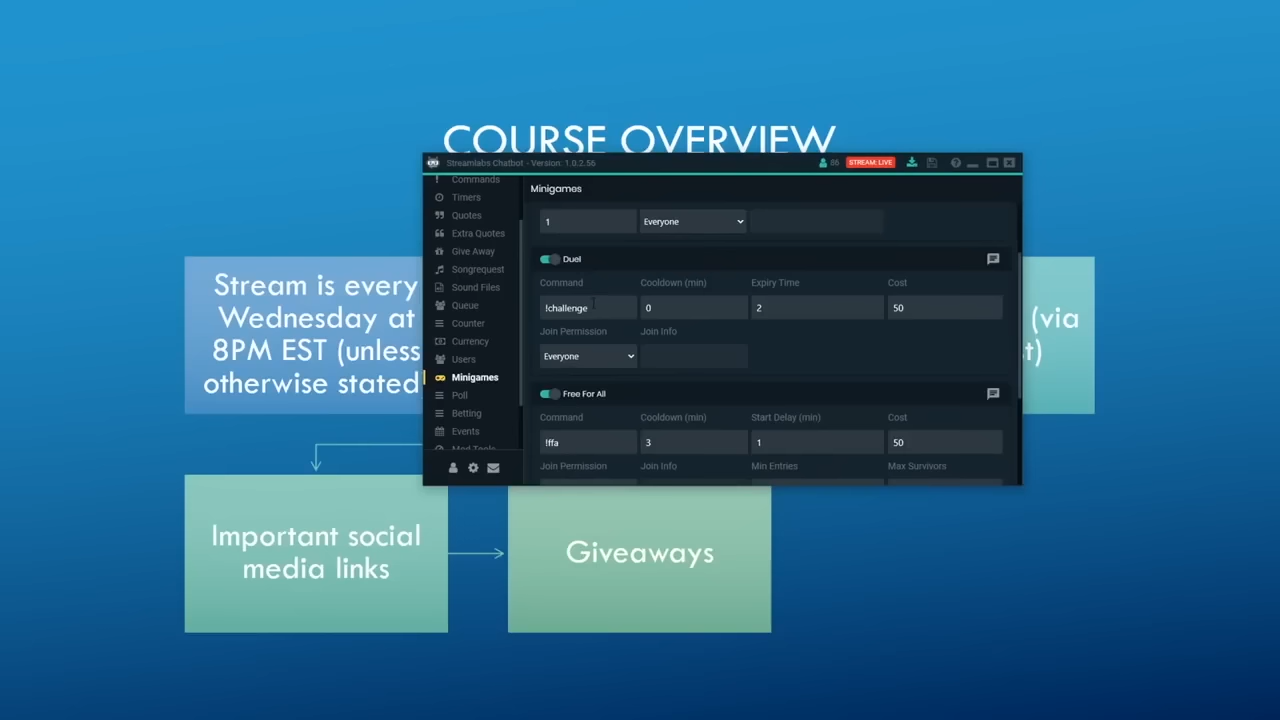 COURSE OVERVIEW
Streamlabs Chatbot - Version: 1.0.2.56
86
STREAM: LIVE
Commands
Timers
Quotes
Extra Quotes
Give Away
Songrequest
Sound Files
Queue
Counter
Currency
Users
Minigames
Poll
Betting
Events
Mod Tools
Minigames
1 Everyone
Duel
Command Cooldown (min) Expiry Time Cost
!challenge 0 2 50
Join Permission Join Info
Everyone
Free For All
Command Cooldown (min) Start Delay (min) Cost
!ffa 3 1 50
Join Permission Join Info Min Entries Max Survivors
Stream is every
Wednesday at
8PM EST (unless
otherwise stated
(via
t)
Important social
media links
Giveaways